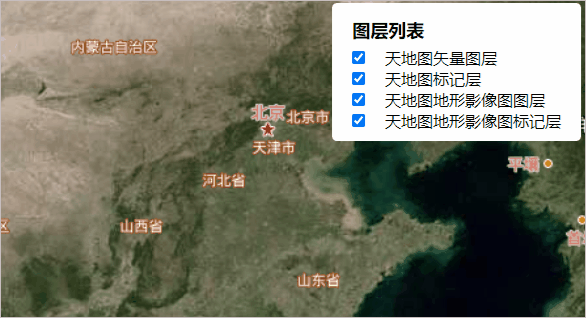 图层列表
天地图矢量图层
天地图标记层
天地图地形影像图图层
天地图地形影像图标记层
内蒙古自治区
北京
北京市
天津市
河北省
平壤
区
山西省
山东省